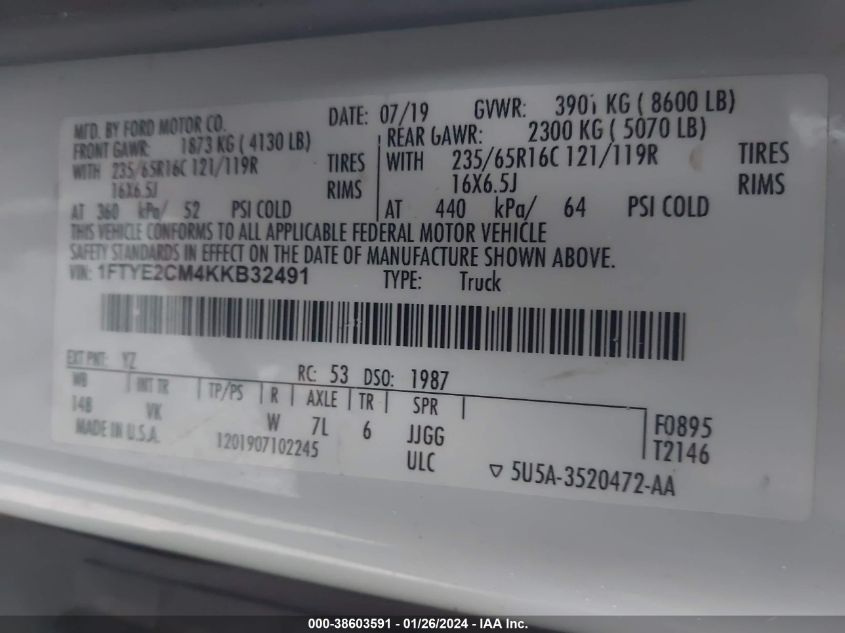 MFD. BY FORD MOTOR CO. DATE: 07/19 GVWR: 3901 KG ( 8600 LB)
FRONT GAWR: 1873 KG ( 4130 LB) REAR GAWR: 2300 KG ( 5070 LB)
WITH 235/65R16C 121/119R TIRES WITH 235/65R16C 121/119R TIRES
16X6.5J RIMS 16X6.5J RIMS
AT 360 kPa/ 52 PSI COLD AT 440 kPa/ 64 PSI COLD
THIS VEHICLE CONFORMS TO ALL APPLICABLE FEDERAL MOTOR VEHICLE
SAFETY STANDARDS IN EFFECT ON THE DATE OF MANUFACTURE SHOWN ABOVE.
VIN: 1FTYE2CM4KKB32491 TYPE: Truck
EXT PNT: YZ RC: 53 DSO: 1987
WB INT TR TP/PS R AXLE TR SPR
148 VK W 7L 6 JJGG F0895
MADE IN U.S.A. 1201907102245 ULC T2146
▽ 5U5A-3520472-AA
000-38603591 - 01/26/2024 - IAA Inc.